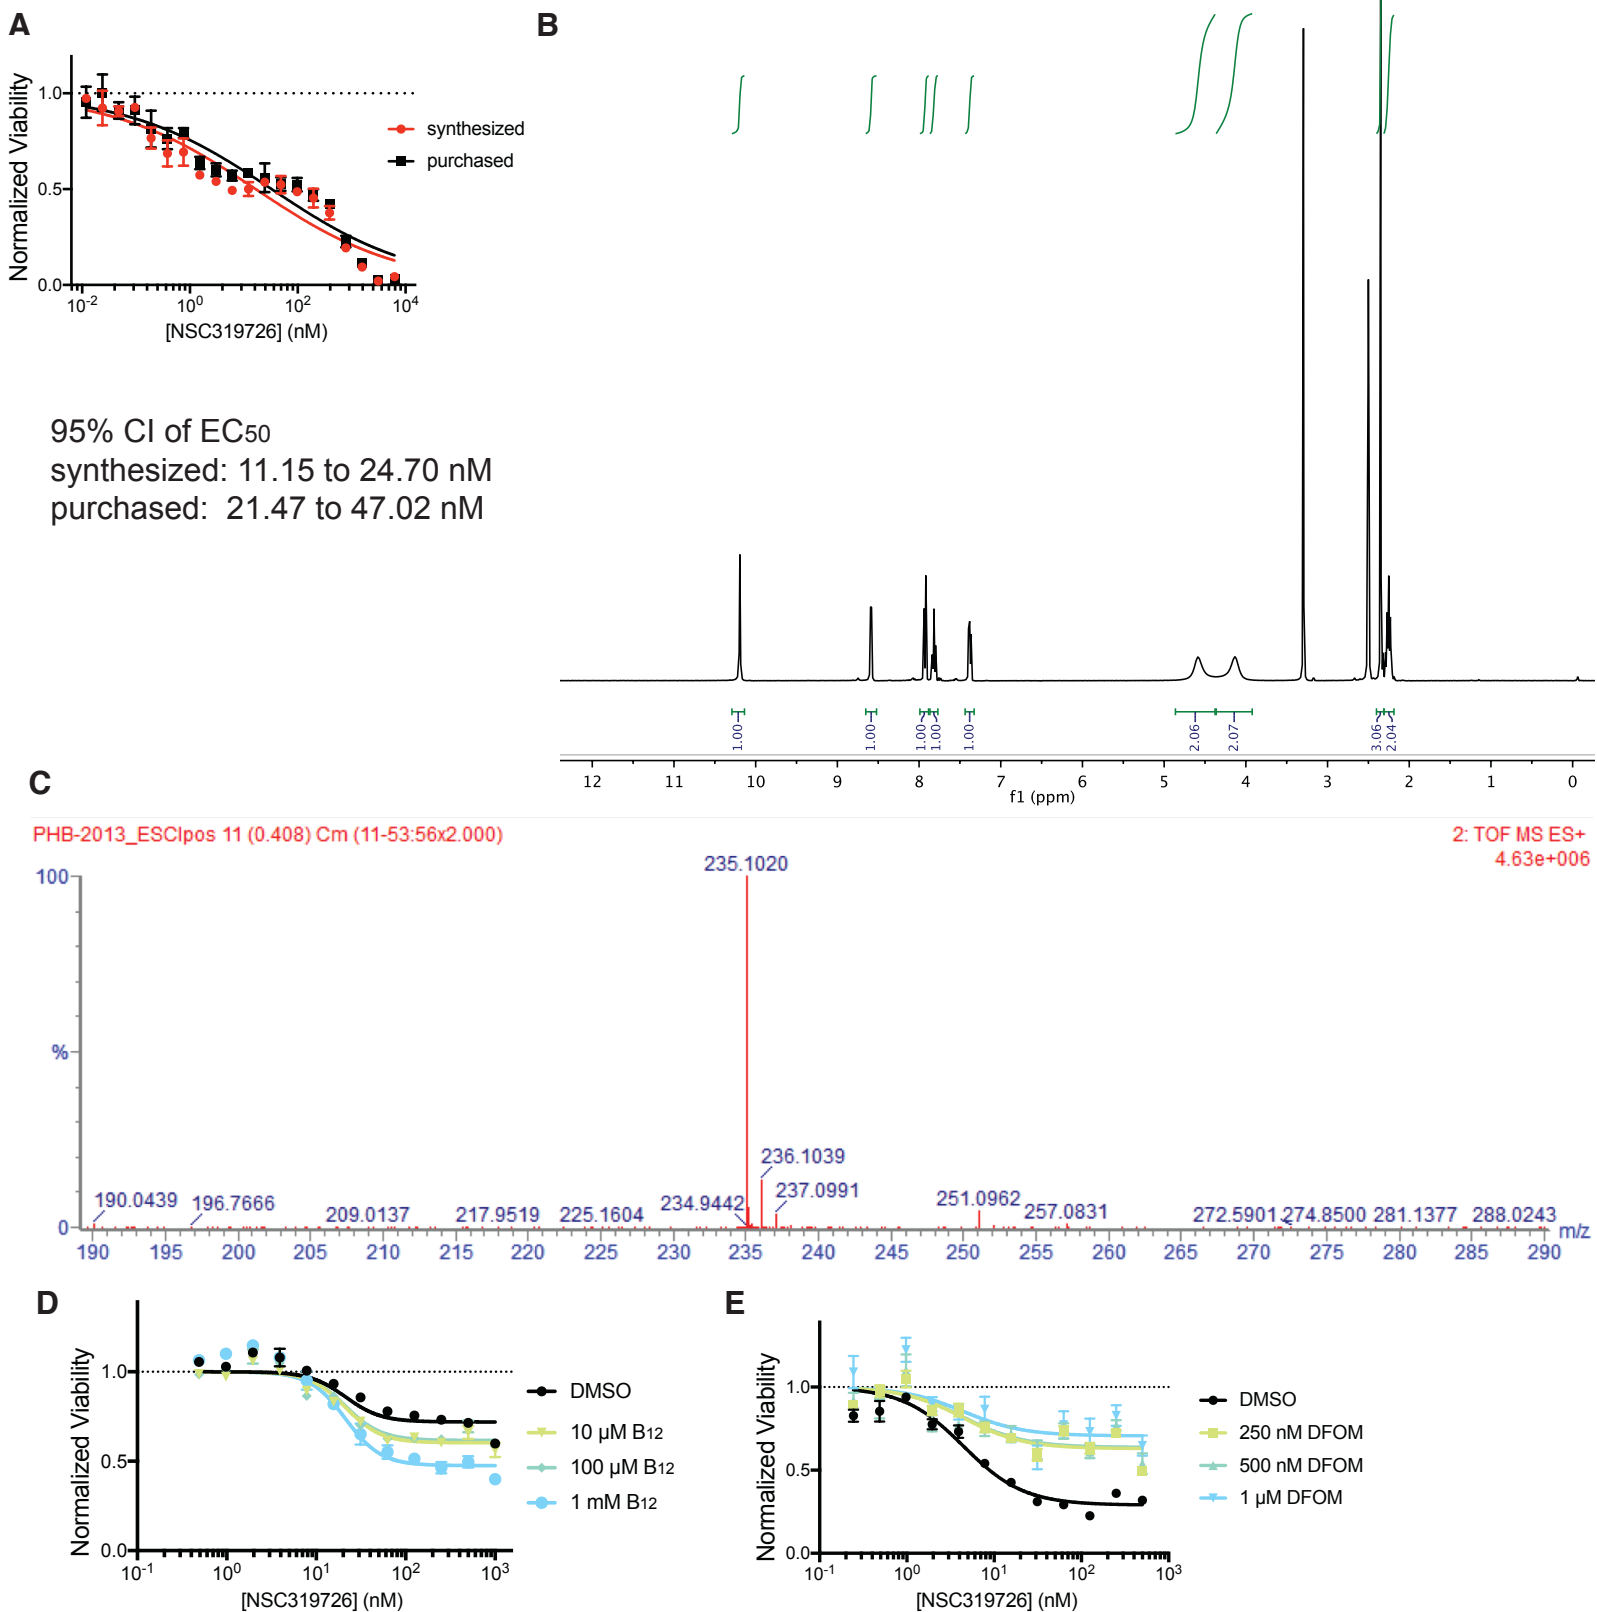 A
Normalized Viability
1.0
0.5
0.0
10-2
100
102
104
[NSC319726] (nM)
synthesized
purchased
95% CI of EC50
synthesized: 11.15 to 24.70 nM
purchased: 21.47 to 47.02 nM
B
1.00
1.00
1.00
1.00
1.00
2.06
2.07
3.06
2.04
12 11 10 9 8 7 6 5 4 3 2 1 0
f1 (ppm)
C
PHB-2013_ESCIpos 11 (0.408) Cm (11-53:56x2.000)
2: TOF MS ES+
4.63e+006
100
%
0
235.1020
236.1039
237.0991
190.0439 196.7666 209.0137 217.9519 225.1604 234.9442 251.0962 257.0831 272.5901 274.8500 281.1377 288.0243
m/z
190 195 200 205 210 215 220 225 230 235 240 245 250 255 260 265 270 275 280 285 290
D
Normalized Viability
1.0
0.5
0.0
10-1 100 101 102 103
[NSC319726] (nM)
DMSO
10 µM B12
100 µM B12
1 mM B12
E
Normalized Viability
1.0
0.5
0.0
10-1 100 101 102 103
[NSC319726] (nM)
DMSO
250 nM DFOM
500 nM DFOM
1 µM DFOM